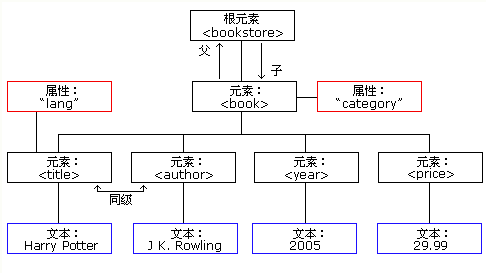 根元素
<bookstore>
父
子
属性：
“lang”
元素：
<book>
属性：
“category”
元素：
<title>
元素：
<author>
元素：
<year>
元素：
<price>
同级
文本：
Harry Potter
文本：
J K. Rowling
文本：
2005
文本：
29.99